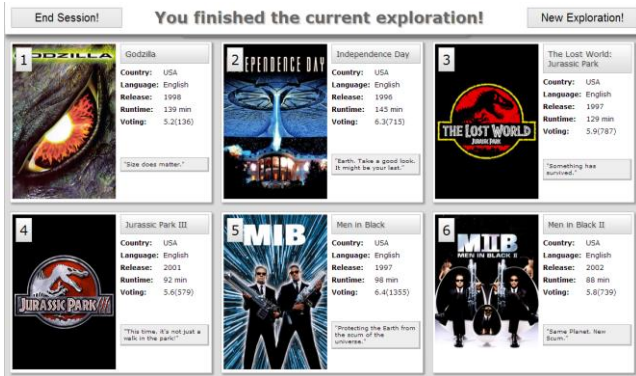 End Session!
You finished the current exploration!
New Exploration!
1
GODZILLA
Godzilla
Country: USA
Language: English
Release: 1998
Runtime: 139 min
Voting: 5.2(136)
"Size does matter."
2
INDEPENDENCE DAY
Independence Day
Country: USA
Language: English
Release: 1996
Runtime: 145 min
Voting: 6.3(715)
"Earth. Take a good look.
It might be your last."
3
THE LOST WORLD
JURASSIC PARK
The Lost World:
Jurassic Park
Country: USA
Language: English
Release: 1997
Runtime: 129 min
Voting: 5.9(787)
"Something has
survived."
4
JURASSIC PARK III
Jurassic Park III
Country: USA
Language: English
Release: 2001
Runtime: 92 min
Voting: 5.6(579)
"This time, it's not just a
walk in the park!"
5
MIB
Men in Black
Country: USA
Language: English
Release: 1997
Runtime: 98 min
Voting: 6.4(1355)
"Protecting the Earth from
the scum of the
universe."
6
MIIB
MEN IN BLACK II
Men in Black II
Country: USA
Language: English
Release: 2002
Runtime: 88 min
Voting: 5.8(739)
"Same Planet. New
Scum."